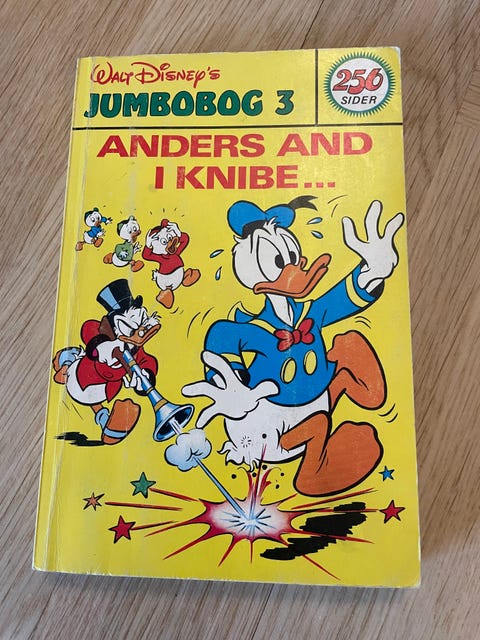 WALT DISNEY'S
JUMBOBOG 3
256
SIDER
ANDERS AND
I KNIBE...